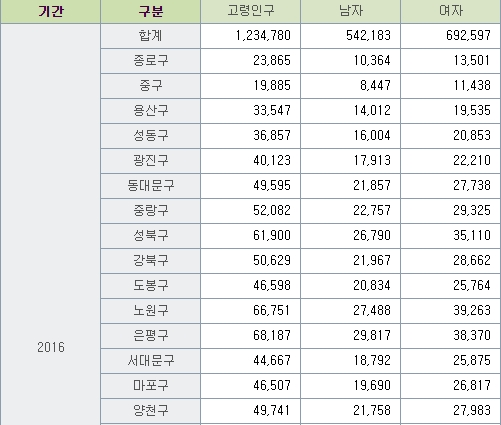 기간 구분 고령인구 남자 여자
합계 1,234,780 542,183 692,597
종로구 23,865 10,364 13,501
중구 19,885 8,447 11,438
용산구 33,547 14,012 19,535
성동구 36,857 16,004 20,853
광진구 40,123 17,913 22,210
동대문구 49,595 21,857 27,738
중랑구 52,082 22,757 29,325
성북구 61,900 26,790 35,110
강북구 50,629 21,967 28,662
도봉구 46,598 20,834 25,764
노원구 66,751 27,488 39,263
은평구 68,187 29,817 38,370
2016
서대문구 44,667 18,792 25,875
마포구 46,507 19,690 26,817
양천구 49,741 21,758 27,983